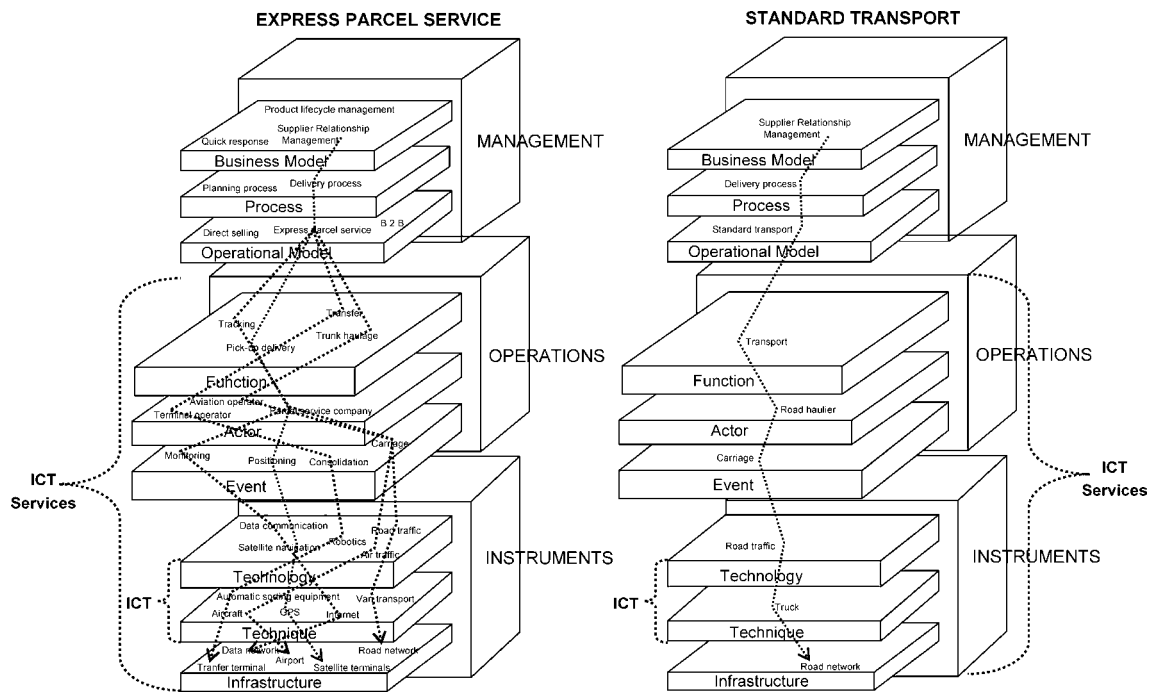 EXPRESS PARCEL SERVICE
Product lifecycle management
Supplier Relationship
Management
Quick response
Business Model
MANAGEMENT
Planning process
Delivery process
Process
B 2 B
Direct selling
Express parcel service
Operational Model
Tracking
Transfer
Trunk haulage
Pick-up delivery
OPERATIONS
Function
Aviation operator
Terminal operator
Parcel service company
Actor
Carriage
Monitoring
Positioning
Consolidation
Event
ICT
Services
Data communication
Road traffic
Robotics
Satellite navigation
Air traffic
INSTRUMENTS
Technology
ICT
Automatic sorting equipment
Van transport
Aircraft
GPS
Internet
Technique
Data network
Road network
Airport
Tranfer terminal
Satellite terminals
Infrastructure
STANDARD TRANSPORT
Supplier Relationship
Management
MANAGEMENT
Business Model
Delivery process
Process
Standard transport
Operational Model
Transport
OPERATIONS
Function
Road haulier
Actor
Carriage
Event
ICT
Services
Road traffic
INSTRUMENTS
Technology
ICT
Truck
Technique
Road network
Infrastructure